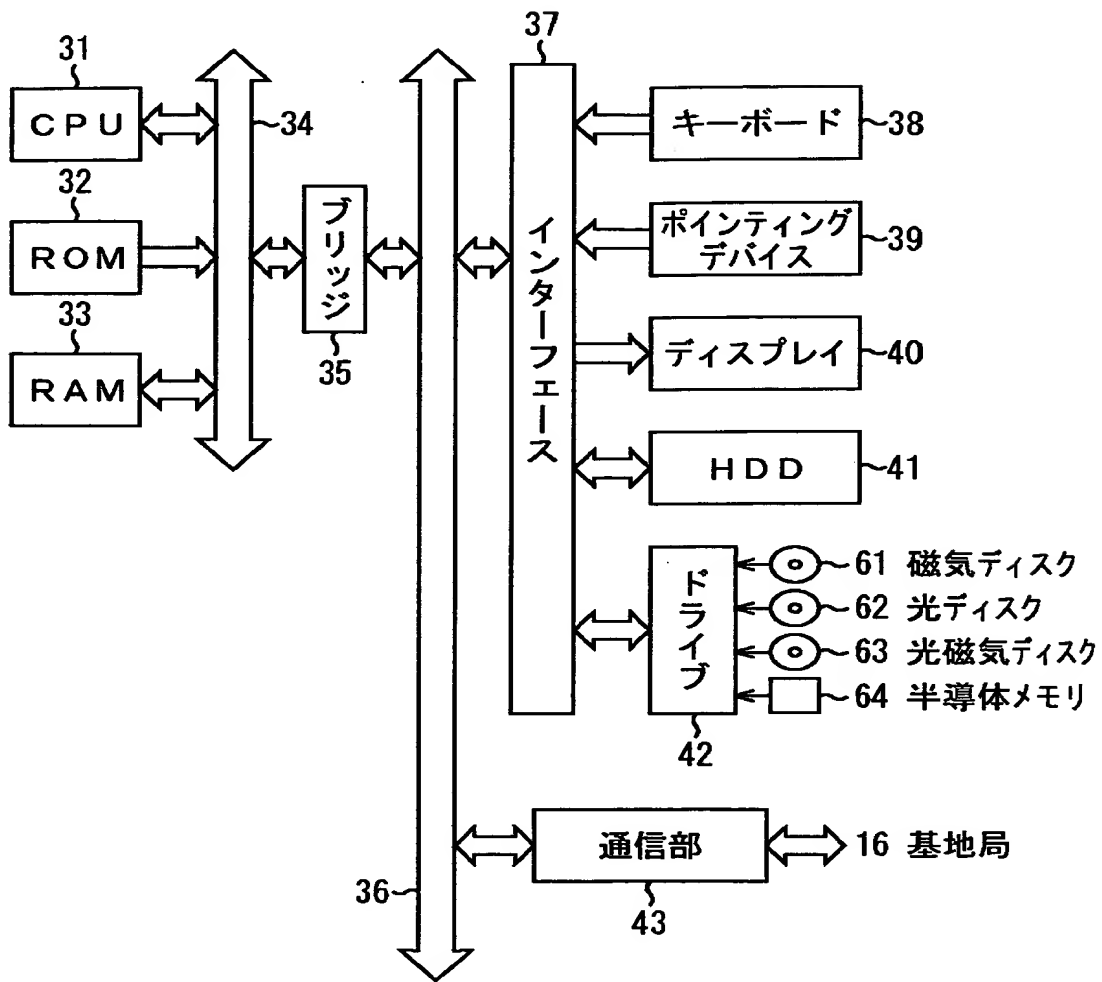 37
31
CPU
34
キーボード
38
32
ROM
ブリッジ
インターフェース
ポインティング
デバイス
39
33
RAM
35
ディスプレイ
40
HDD
41
ドライブ
61 磁気ディスク
62 光ディスク
63 光磁気ディスク
64 半導体メモリ
42
通信部
16 基地局
36
43